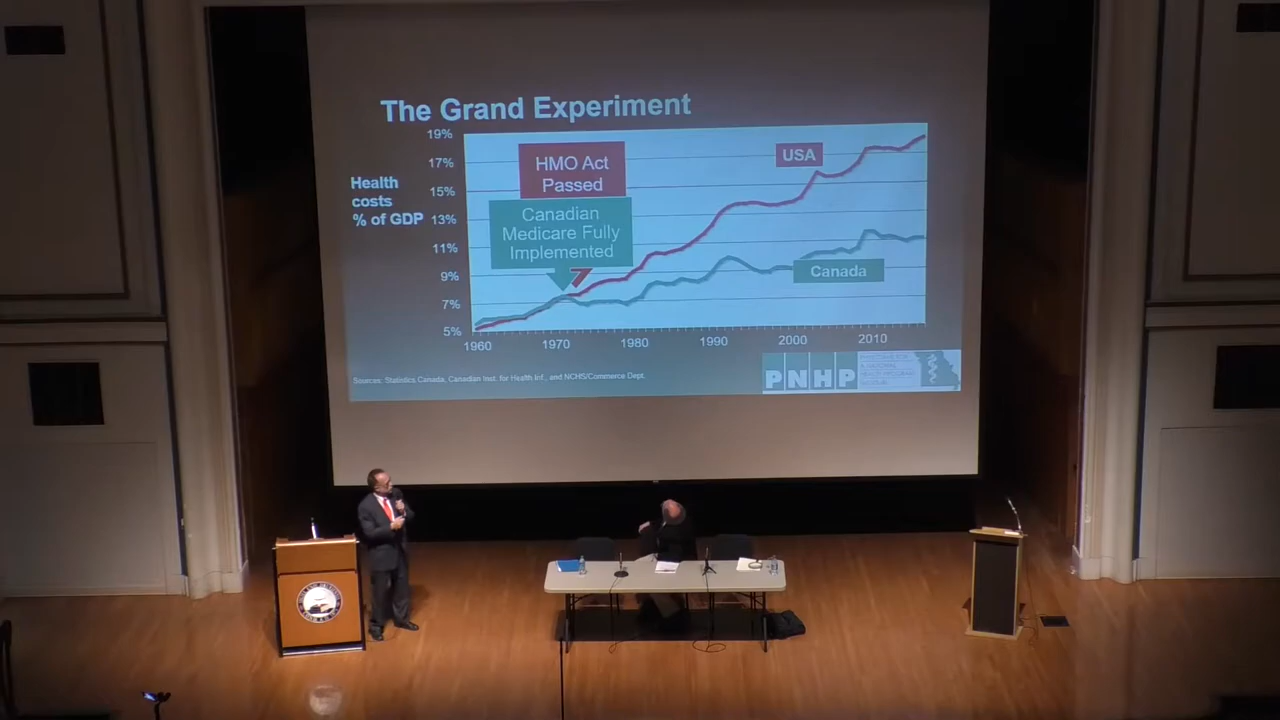 The Grand Experiment
19%
17%
15%
13%
11%
9%
7%
5%
Health
costs
% of GDP
HMO Act
Passed
Canadian
Medicare Fully
Implemented
USA
Canada
1960
1970
1980
1990
2000
2010
Sources: Statistics Canada, Canadian Inst. for Health Inf., and NCHS/Commerce Dept.
PNHP